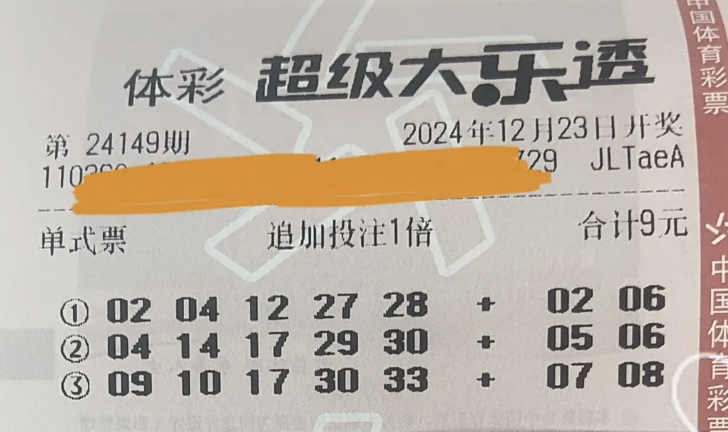 体彩 超级大乐透
第 24149期 2024年12月23日开奖
729 JLTaeA
单式票 追加投注1倍 合计9元
① 02 04 12 27 28 + 02 06
② 04 14 17 29 30 + 05 06
③ 09 10 17 30 33 + 07 08
中国体育彩票
中国体育彩票